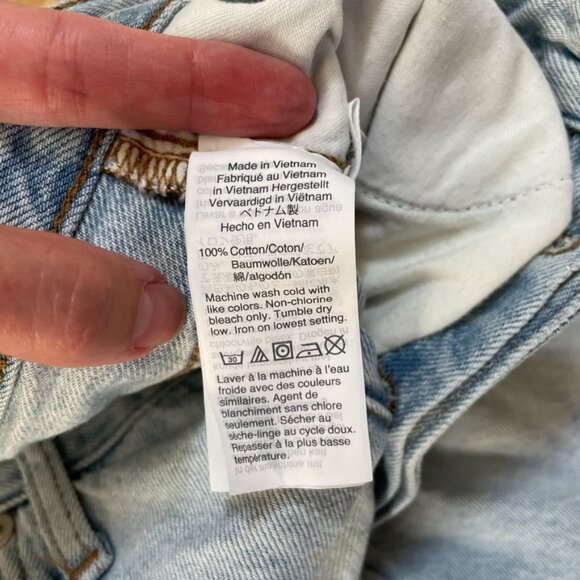 Made in Vietnam
Fabriqué au Vietnam
in Vietnam Hergestellt
Vervaardigd in Viëtnam
ベトナム製
Hecho en Vietnam
100% Cotton/Coton/
Baumwolle/Katoen/
綿/algodón
Machine wash cold with
like colors. Non-chlorine
bleach only. Tumble dry
low. Iron on lowest setting.
30
Laver à la machine à l'eau
froide avec des couleurs
similaires. Agent de
blanchiment sans chlore
seulement. Sécher au
sèche-linge au cycle doux.
Repasser à la plus basse
température.